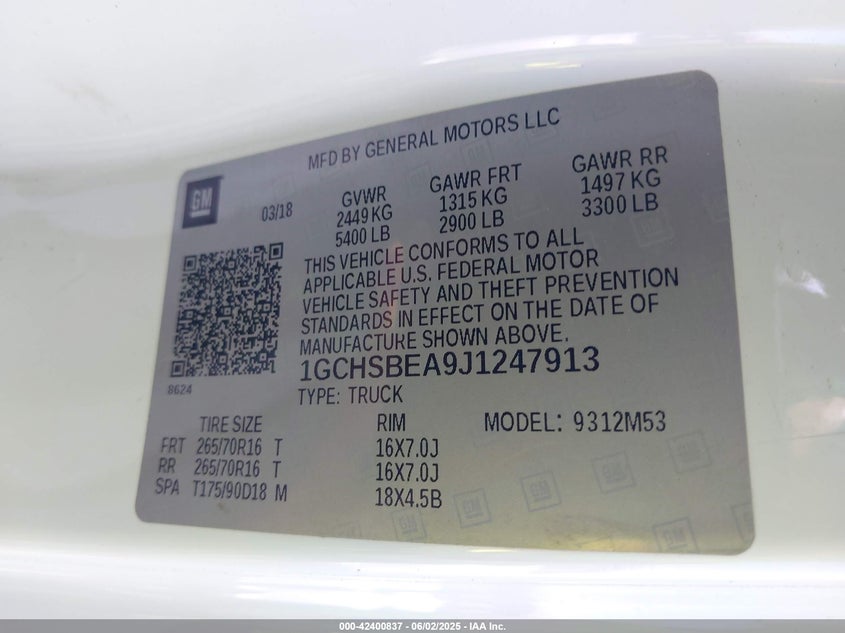 MFD BY GENERAL MOTORS LLC
GM
03/18
GVWR
2449 KG
5400 LB
GAWR FRT
1315 KG
2900 LB
GAWR RR
1497 KG
3300 LB
THIS VEHICLE CONFORMS TO ALL
APPLICABLE U.S. FEDERAL MOTOR
VEHICLE SAFETY AND THEFT PREVENTION
STANDARDS IN EFFECT ON THE DATE OF
MANUFACTURE SHOWN ABOVE.
1GCHSBEA9J1247913
8624
TYPE: TRUCK
TIRE SIZE RIM MODEL: 9312M53
FRT 265/70R16 T 16X7.0J
RR 265/70R16 T 16X7.0J
SPA T175/90D18 M 18X4.5B
000-42400837 - 06/02/2025 - IAA Inc.